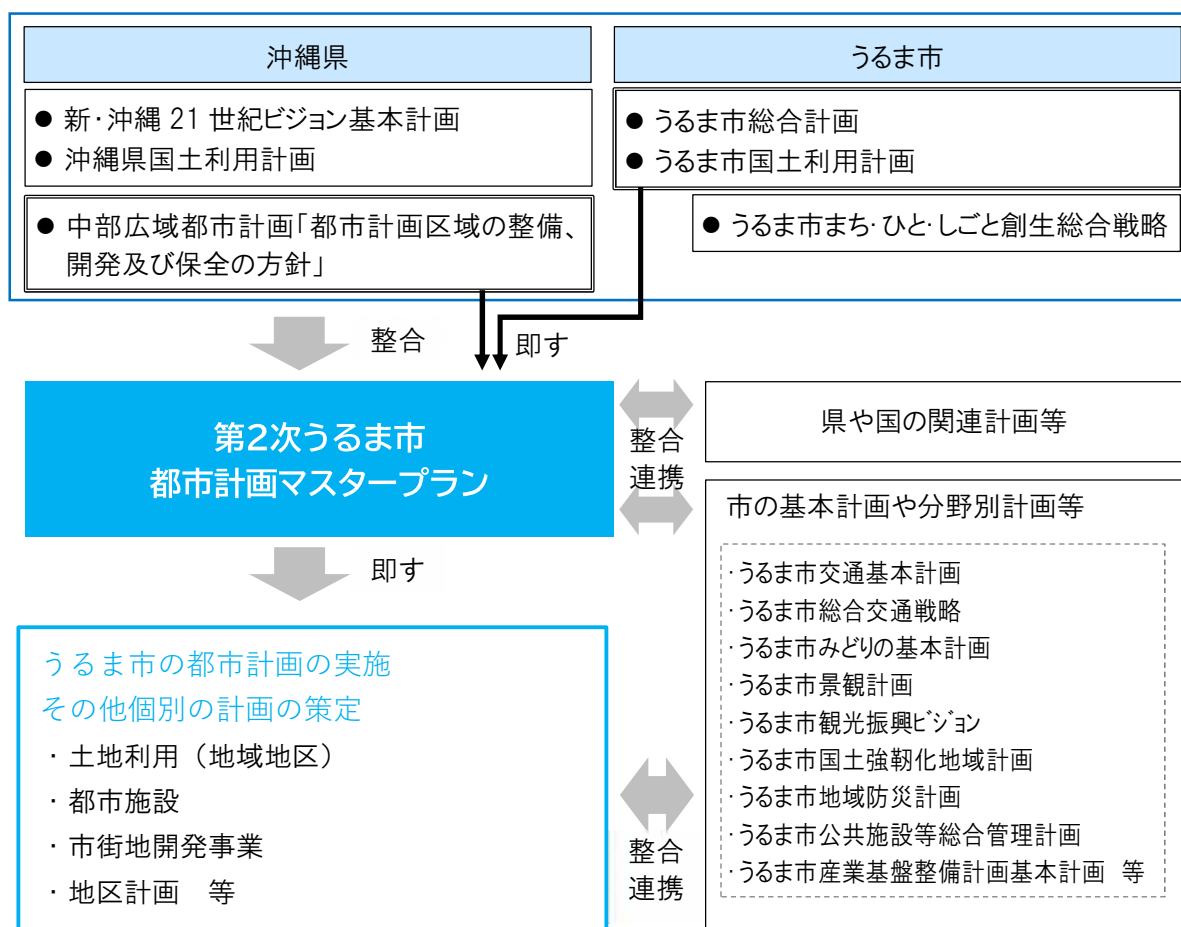 沖縄県
● 新・沖縄 21 世紀ビジョン基本計画
● 沖縄県国土利用計画
● 中部広域都市計画「都市計画区域の整備、
開発及び保全の方針」
うるま市
● うるま市総合計画
● うるま市国土利用計画
● うるま市まち・ひと・しごと創生総合戦略
整合
即す
第2次うるま市
都市計画マスタープラン
整合
連携
県や国の関連計画等
市の基本計画や分野別計画等
・うるま市交通基本計画
・うるま市総合交通戦略
・うるま市みどりの基本計画
・うるま市景観計画
・うるま市観光振興ﾋﾞｼﾞｮﾝ
・うるま市国土強靭化地域計画
・うるま市地域防災計画
・うるま市公共施設等総合管理計画
・うるま市産業基盤整備計画基本計画 等
即す
うるま市の都市計画の実施
その他個別の計画の策定
・土地利用（地域地区）
・都市施設
・市街地開発事業
・地区計画　等
整合
連携